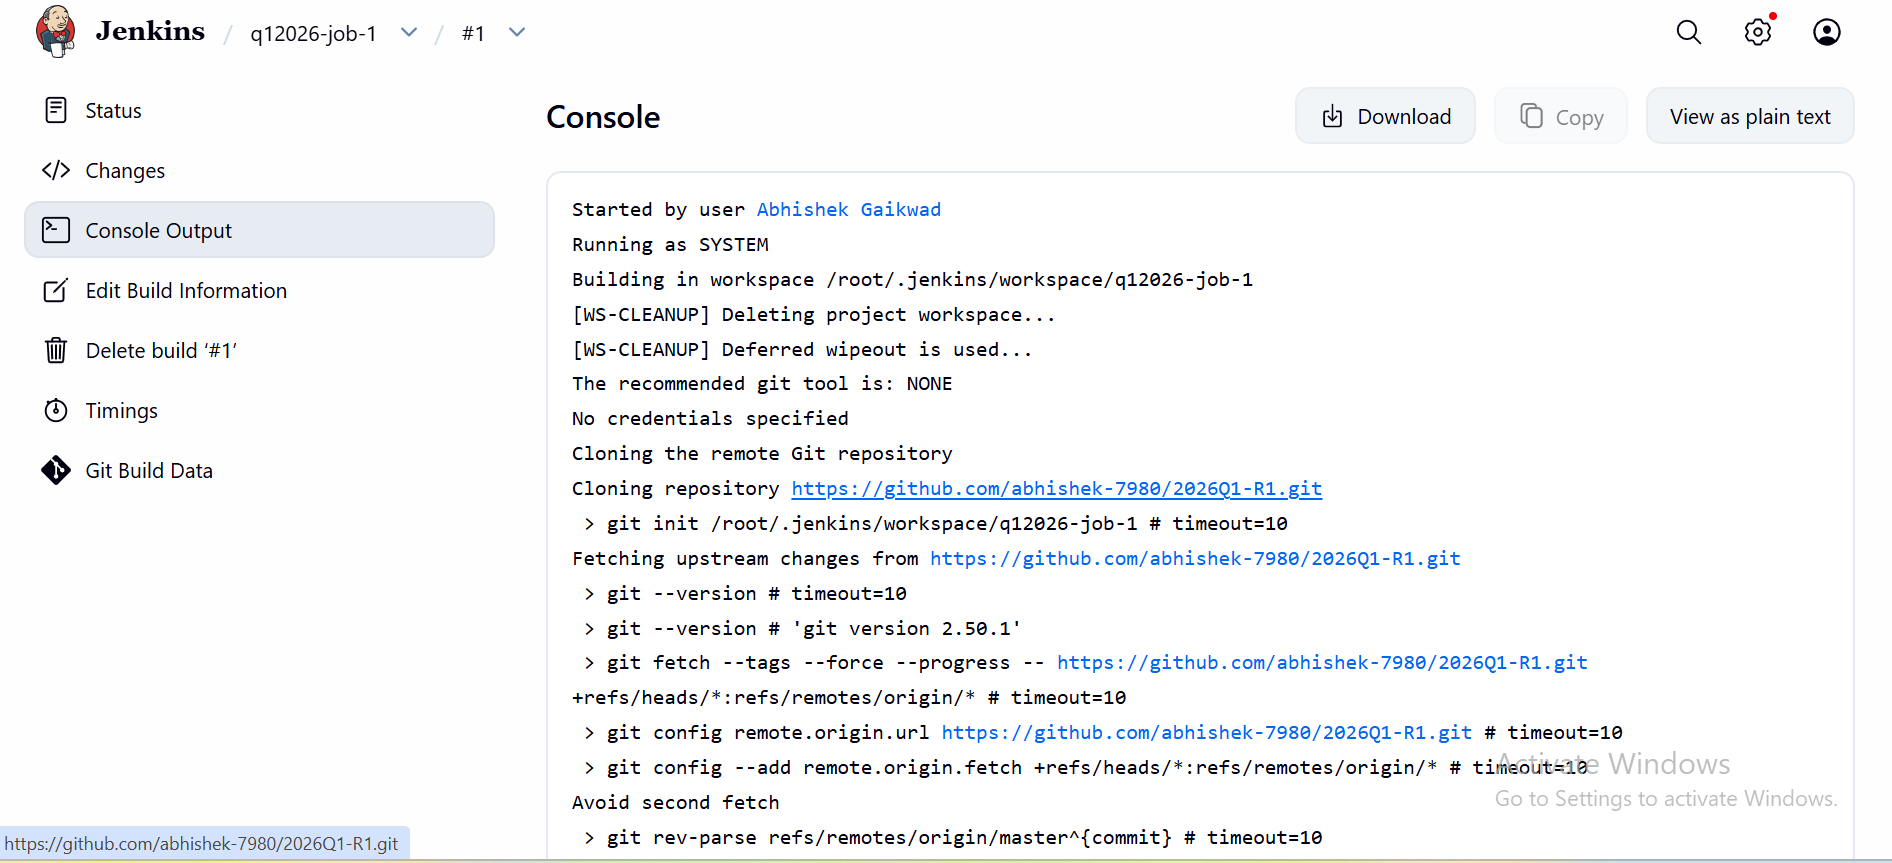 Jenkins / q12026-job-1 / #1
Status
Changes
Console Output
Edit Build Information
Delete build ‘#1’
Timings
Git Build Data
Console
Download
Copy
View as plain text
Started by user Abhishek Gaikwad
Running as SYSTEM
Building in workspace /root/.jenkins/workspace/q12026-job-1
[WS-CLEANUP] Deleting project workspace...
[WS-CLEANUP] Deferred wipeout is used...
The recommended git tool is: NONE
No credentials specified
Cloning the remote Git repository
Cloning repository https://github.com/abhishek-7980/2026Q1-R1.git
 > git init /root/.jenkins/workspace/q12026-job-1 # timeout=10
Fetching upstream changes from https://github.com/abhishek-7980/2026Q1-R1.git
 > git --version # timeout=10
 > git --version # 'git version 2.50.1'
 > git fetch --tags --force --progress -- https://github.com/abhishek-7980/2026Q1-R1.git
+refs/heads/*:refs/remotes/origin/* # timeout=10
 > git config remote.origin.url https://github.com/abhishek-7980/2026Q1-R1.git # timeout=10
 > git config --add remote.origin.fetch +refs/heads/*:refs/remotes/origin/* # timeout=10
Avoid second fetch
 > git rev-parse refs/remotes/origin/master^{commit} # timeout=10
Activate Windows
Go to Settings to activate Windows.
https://github.com/abhishek-7980/2026Q1-R1.git